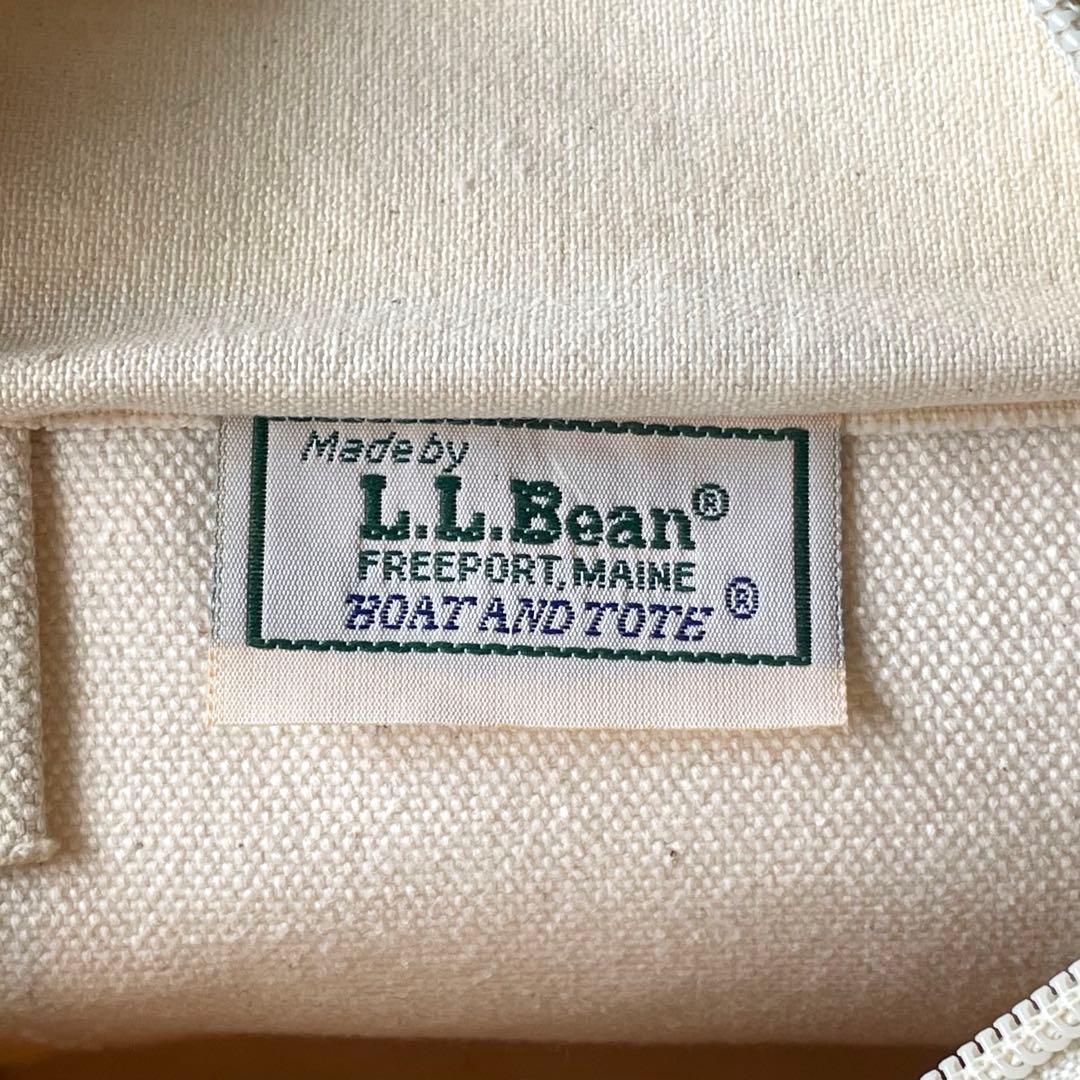 Made by
L.L.Bean®
FREEPORT, MAINE
BOAT AND TOTE ®